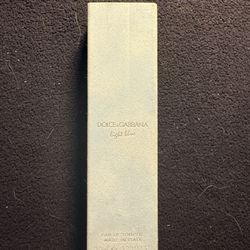 DOLCE&GABBANA
light blue
EAU DE TOILETTE
MADE IN ITALY